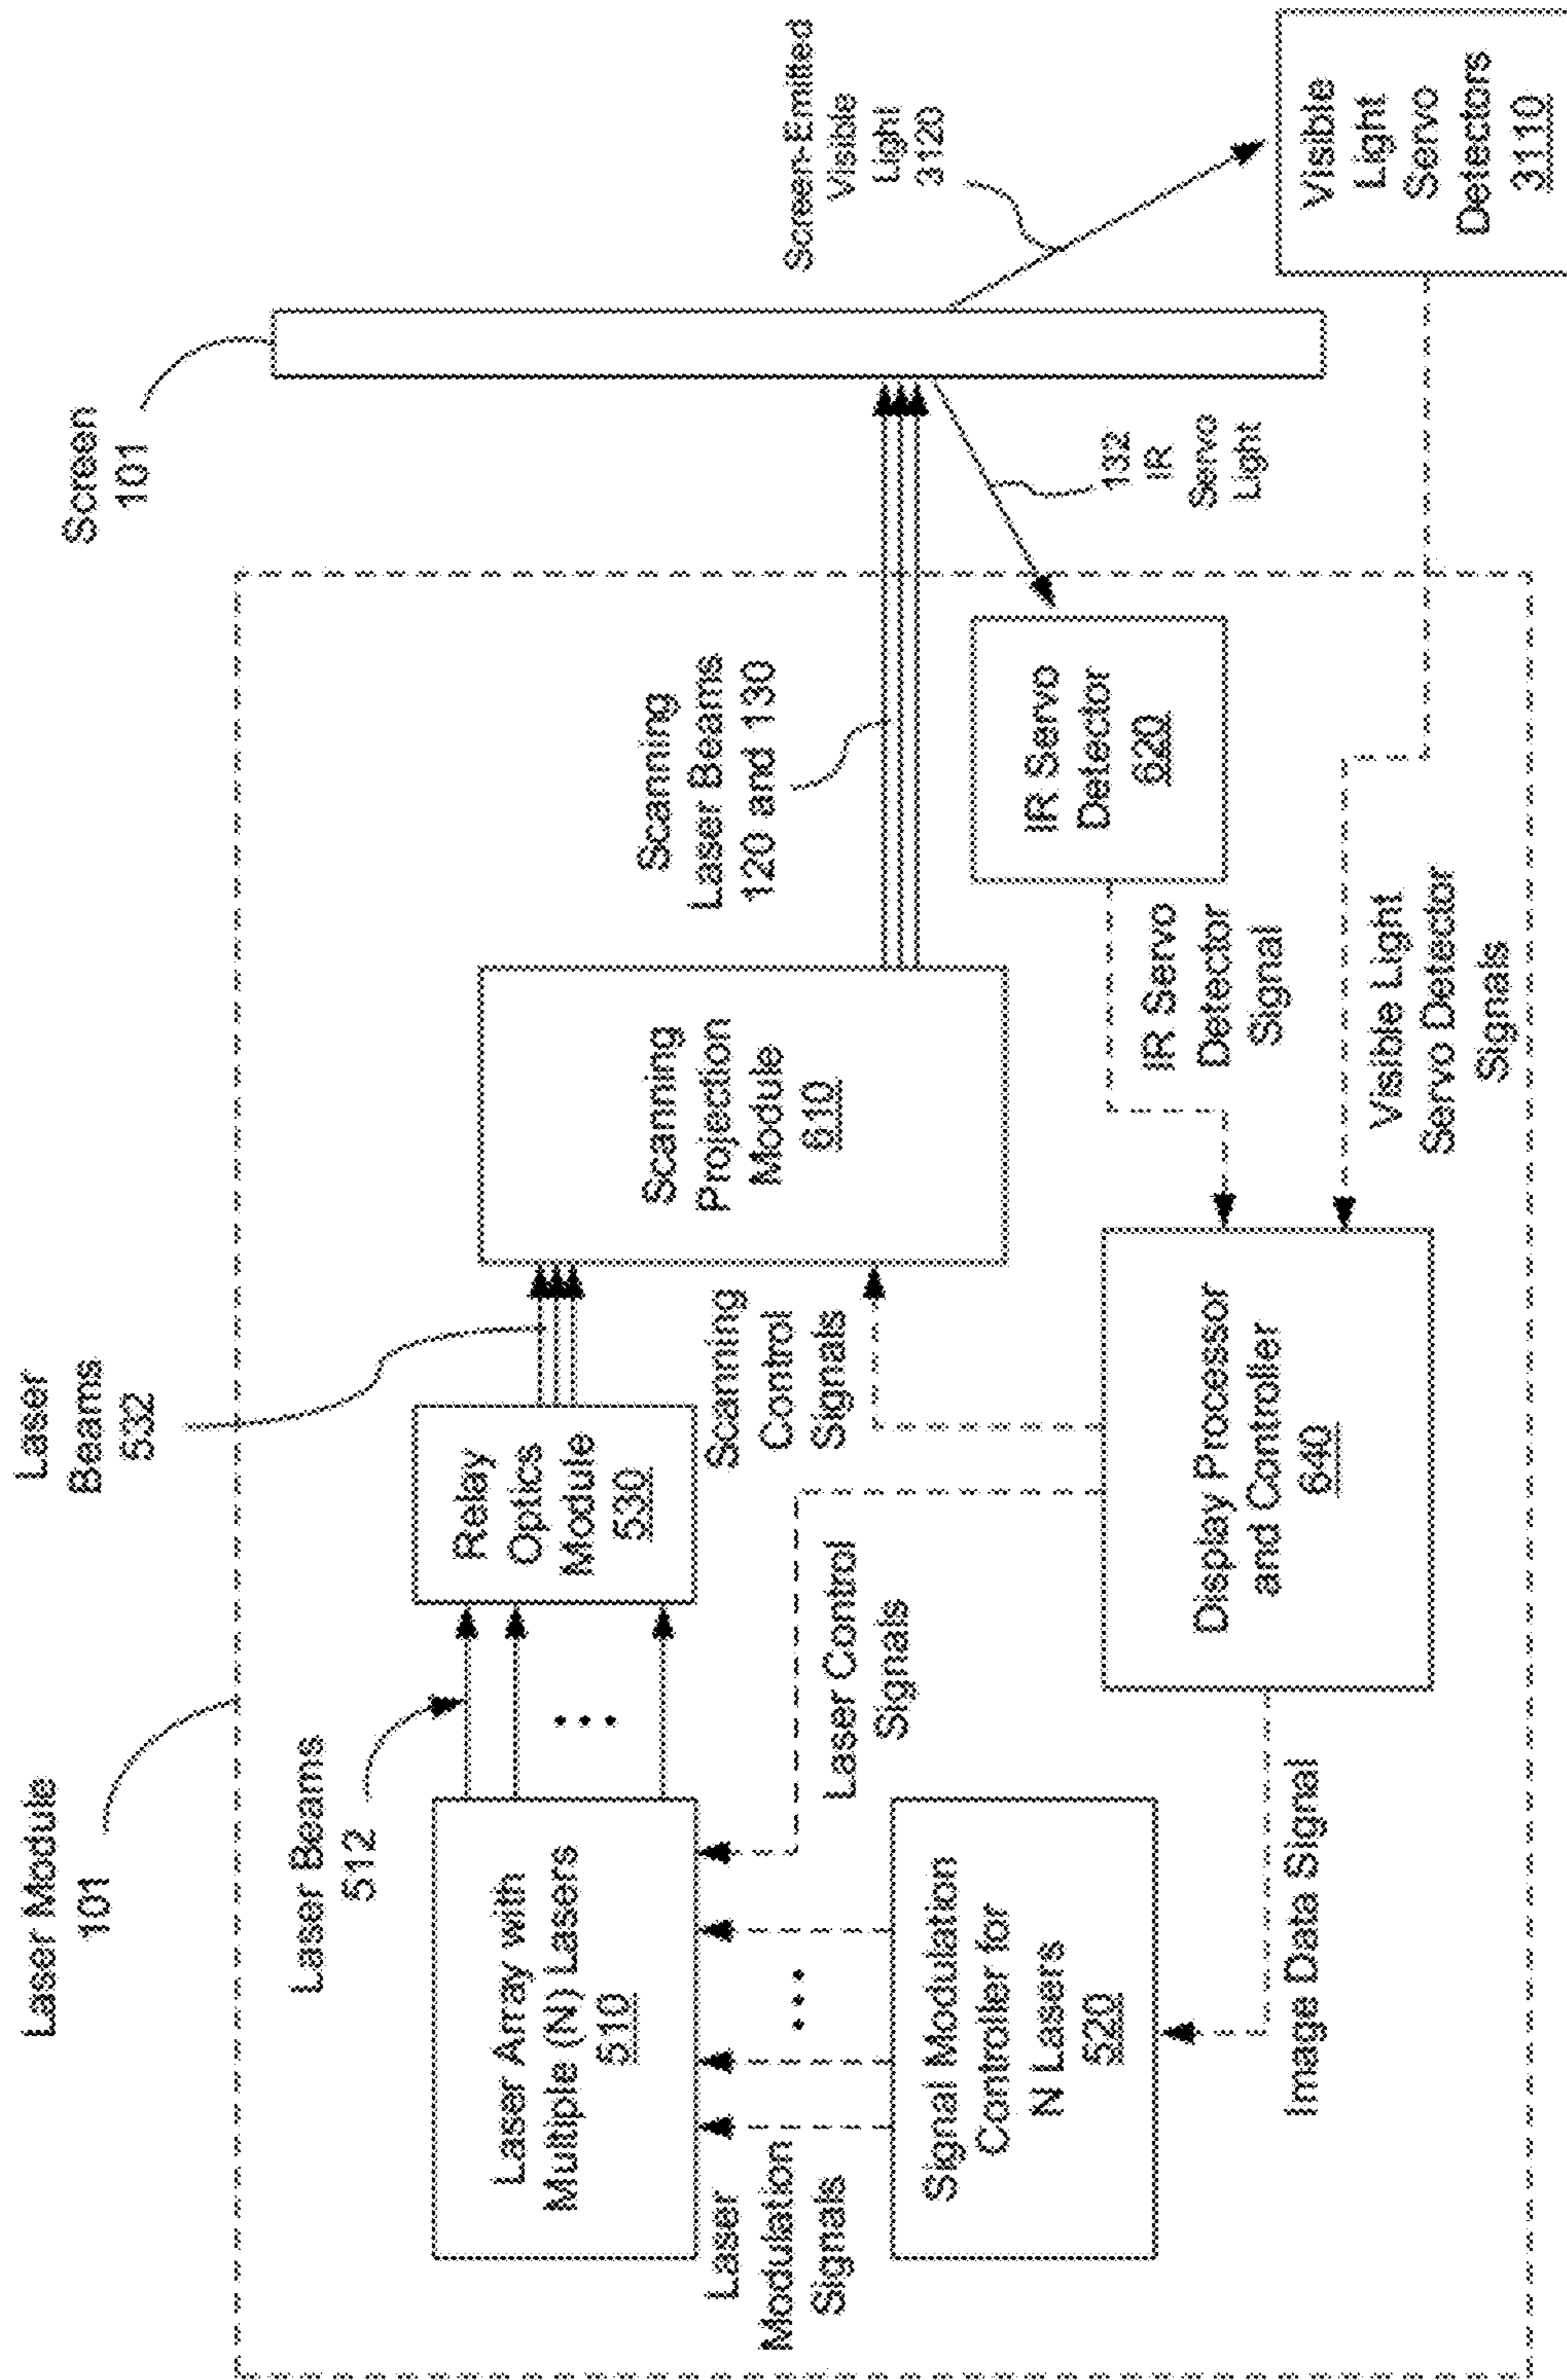 Laser Module
101
Laser
Beams
532
Screen
101
Laser Beams
512
Laser Array with
Multiple (N) Lasers
510
Relay
Optics
Module
530
Scanning
Projection
Module
610
Scanning
Laser Beams
120 and 130
Screen-Emitted
Visible
Light
3120
Laser
Modulation
Signals
Laser Control
Signals
Scanning
Control
Signals
IR Servo
Detector
620
132
IR
Servo
Light
Signal Modulation
Controller for
N Lasers
520
Display Processor
and Controller
640
IR Servo
Detector
Signal
Visible Light
Servo Detector
Signals
Visible
Light
Servo
Detectors
3110
Image Data Signal